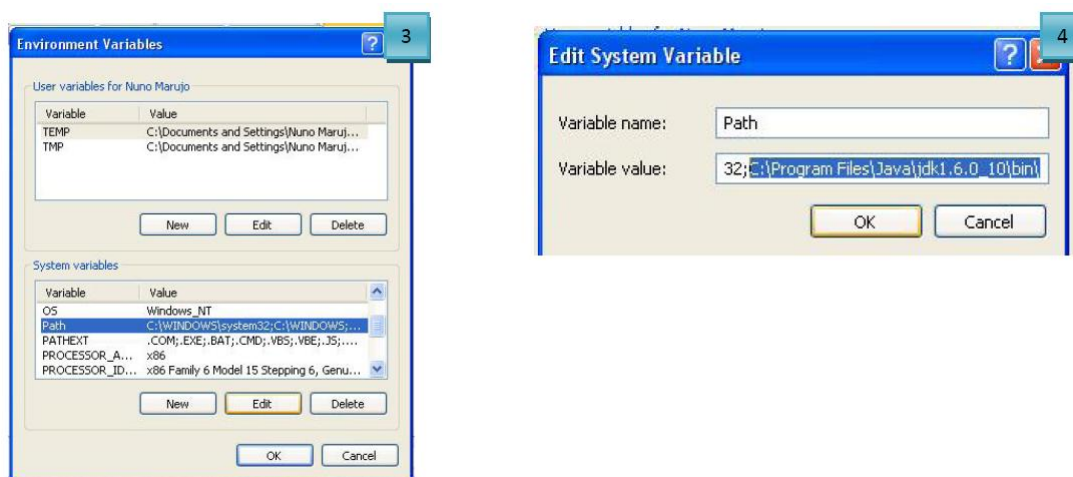 Environment Variables
3
User variables for Nuno Marujo
Variable Value
TEMP C:\Documents and Settings\Nuno Maruj...
TMP C:\Documents and Settings\Nuno Maruj...
New Edit Delete
System variables
Variable Value
OS Windows_NT
Path C:\WINDOWS\system32;C:\WINDOWS;...
PATHEXT .COM;.EXE;.BAT;.CMD;.VBS;.VBE;.JS;....
PROCESSOR_A... x86
PROCESSOR_ID... x86 Family 6 Model 15 Stepping 6, Genu...
New Edit Delete
OK Cancel
4
Edit System Variable
Variable name: Path
Variable value: 32;C:\Program Files\Java\jdk1.6.0_10\bin\
OK Cancel